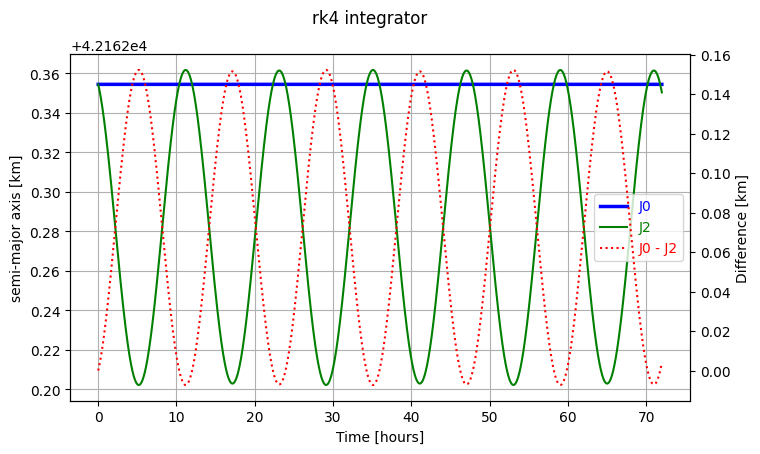 rk4 integrator
+4.2162e4
0.36
0.34
0.32
0.30
0.28
0.26
0.24
0.22
0.20
semi-major axis [km]
0.16
0.14
0.12
0.10
0.08
0.06
0.04
0.02
0.00
Difference [km]
J0
J2
J0 - J2
0 10 20 30 40 50 60 70
Time [hours]